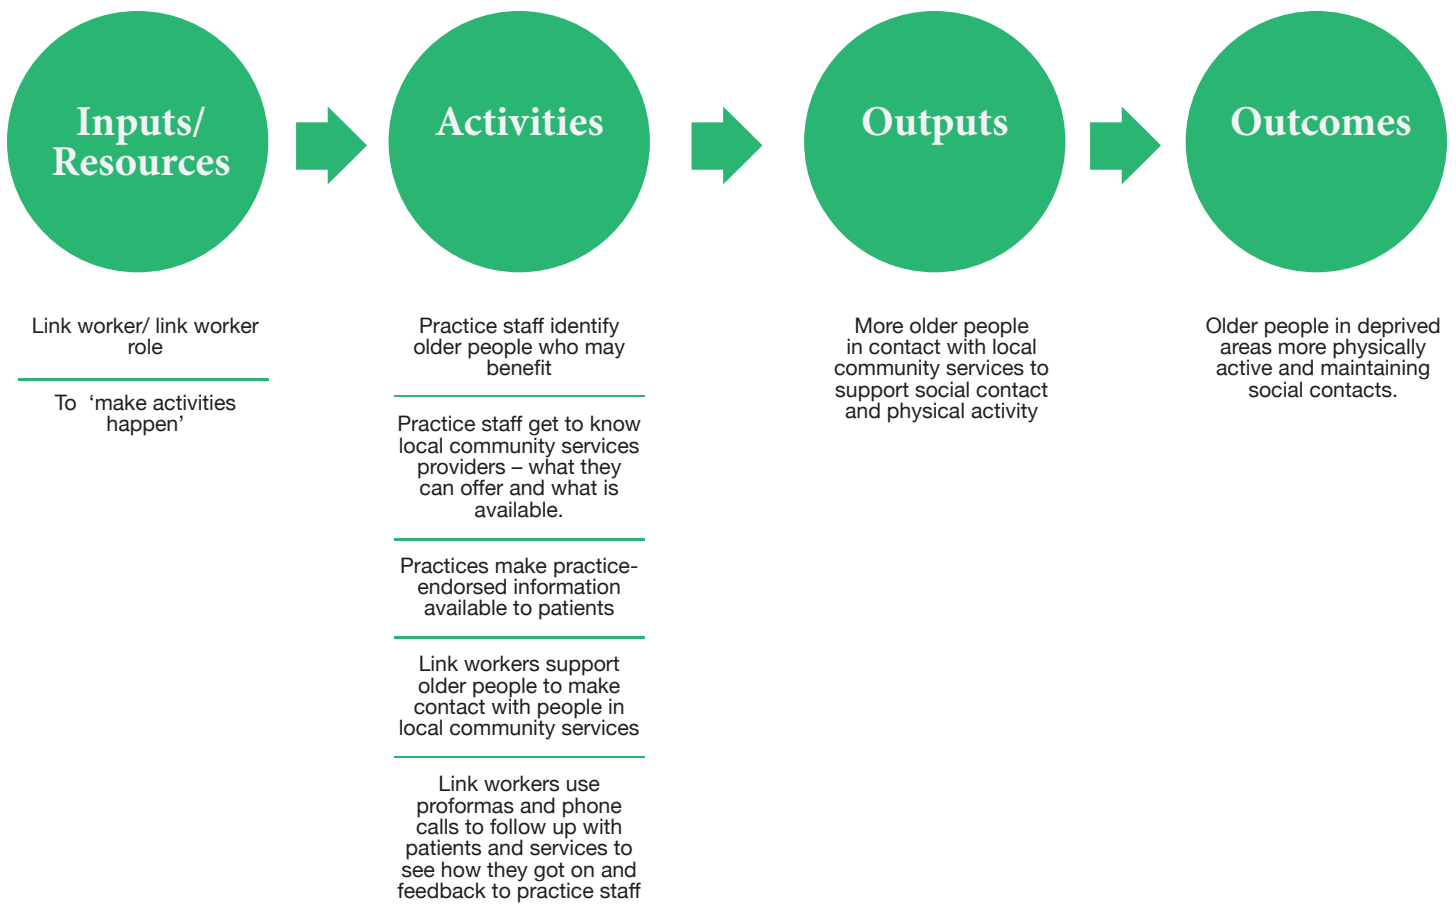 Inputs/
Resources
Activities
Outputs
Outcomes
Link worker/ link worker
role
To  ‘make activities
happen’
Practice staff identify
older people who may
benefit
Practice staff get to know
local community services
providers – what they
can offer and what is
available.
Practices make practice-
endorsed information
available to patients
Link workers support
older people to make
contact with people in
local community services
Link workers use
proformas and phone
calls to follow up with
patients and services to
see how they got on and
feedback to practice staff
More older people
in contact with local
community services to
support social contact
and physical activity
Older people in deprived
areas more physically
active and maintaining
social contacts.